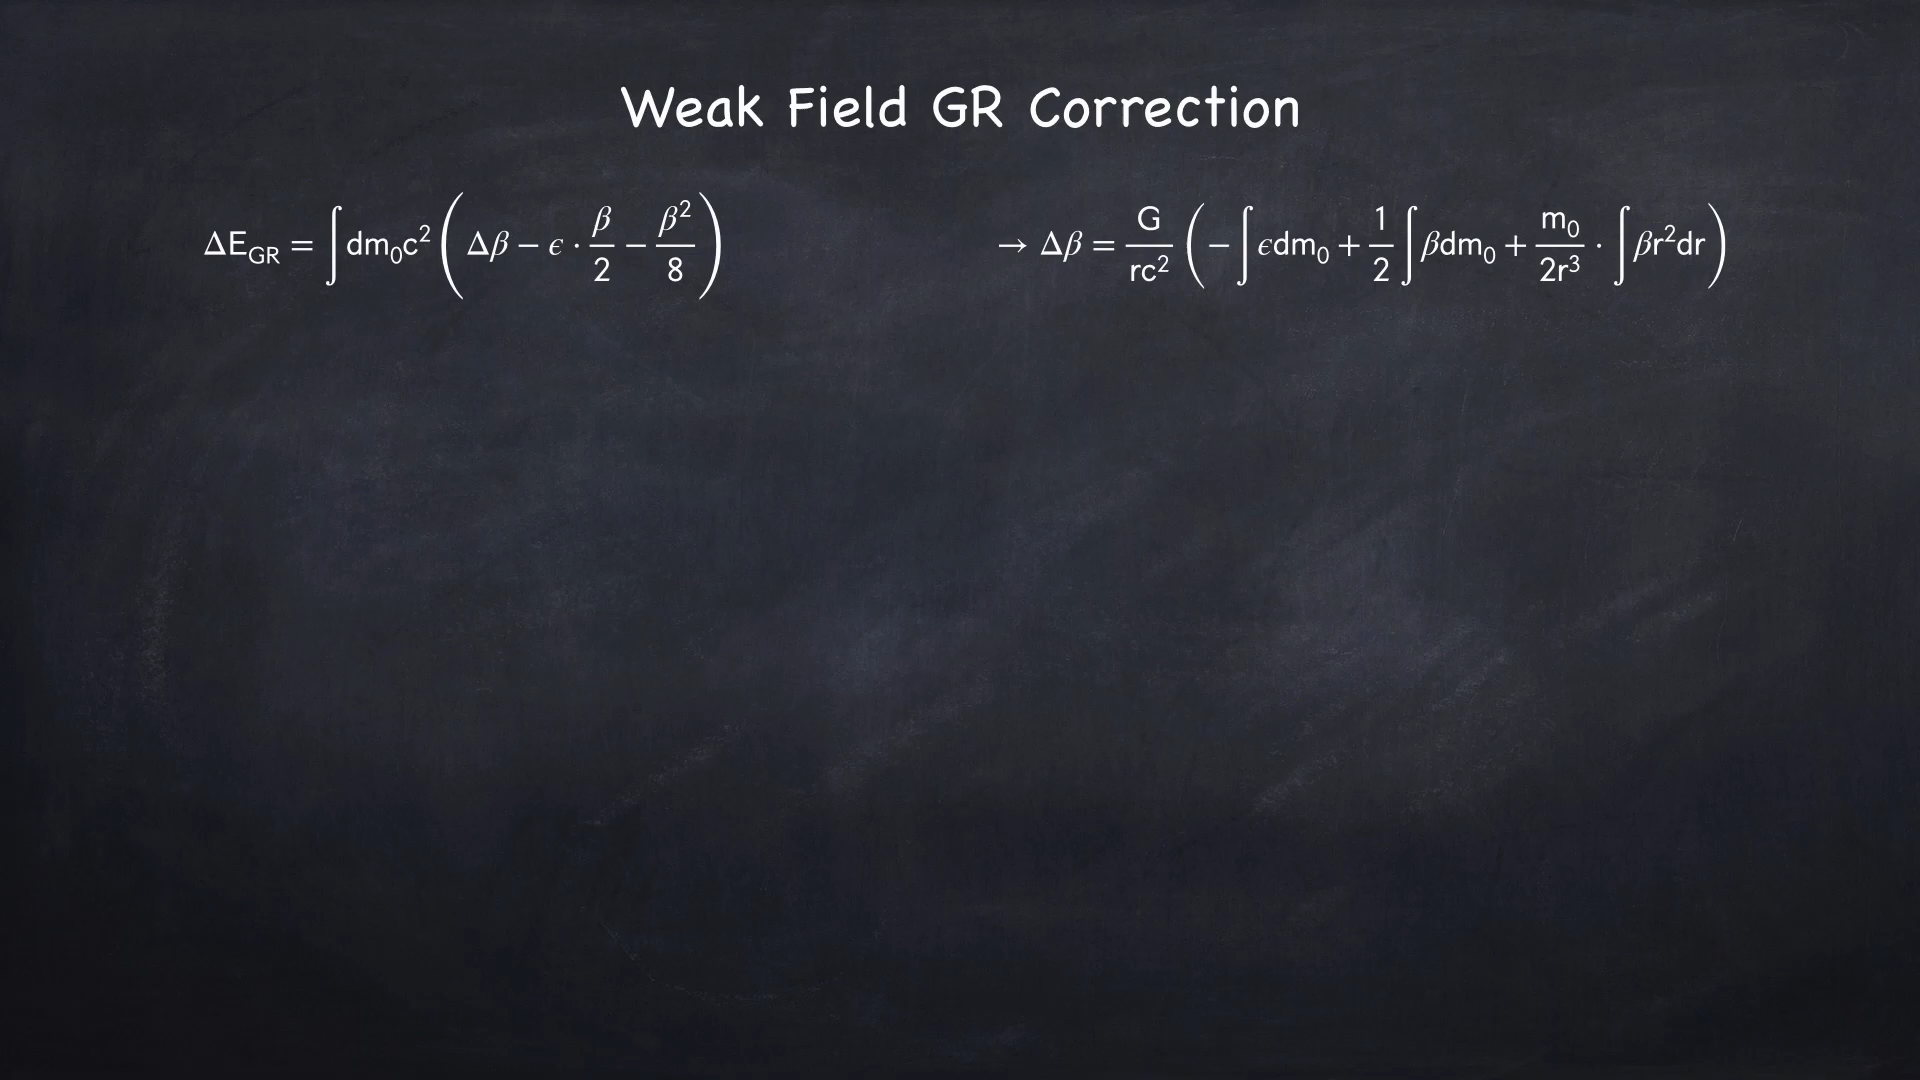 Weak Field GR Correction
ΔE_GR = ∫dm₀c² ( Δβ − ϵ · β/2 − β²/8 )
→ Δβ = G/rc² ( − ∫ϵdm₀ + 1/2 ∫βdm₀ + m₀/2r³ · ∫βr²dr )